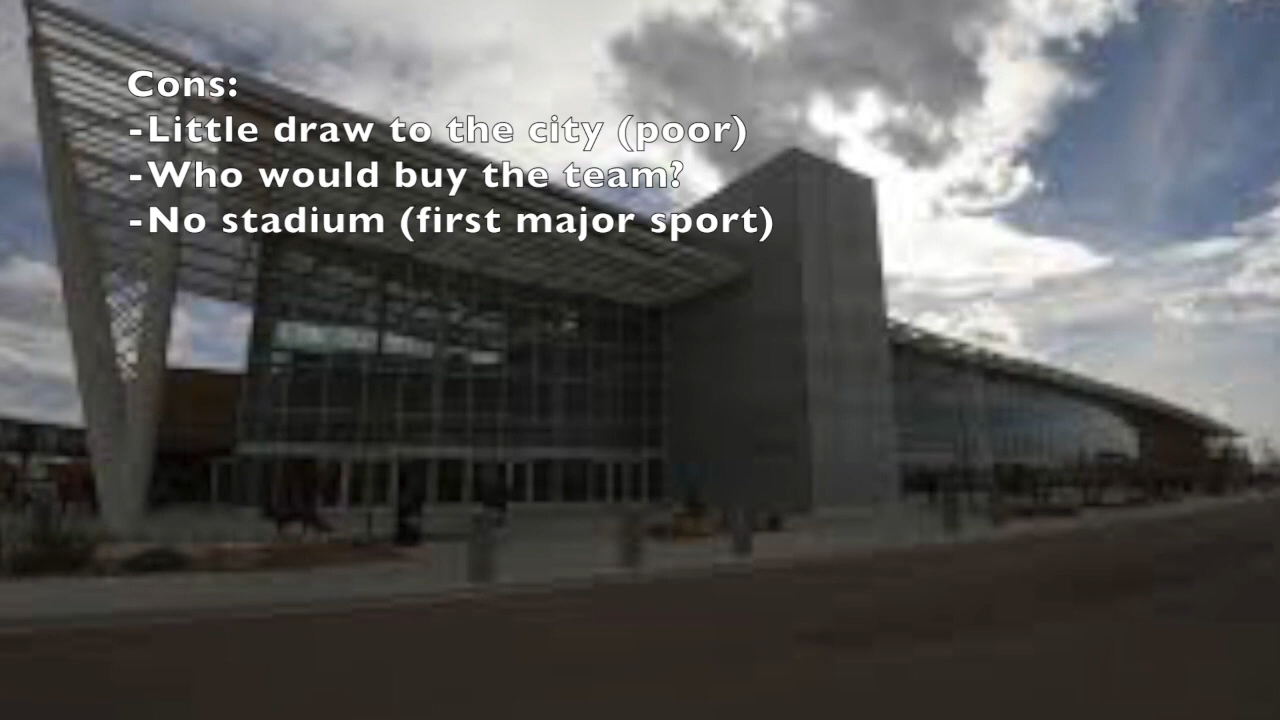 Cons:
-Little draw to the city (poor)
-Who would buy the team?
-No stadium (first major sport)